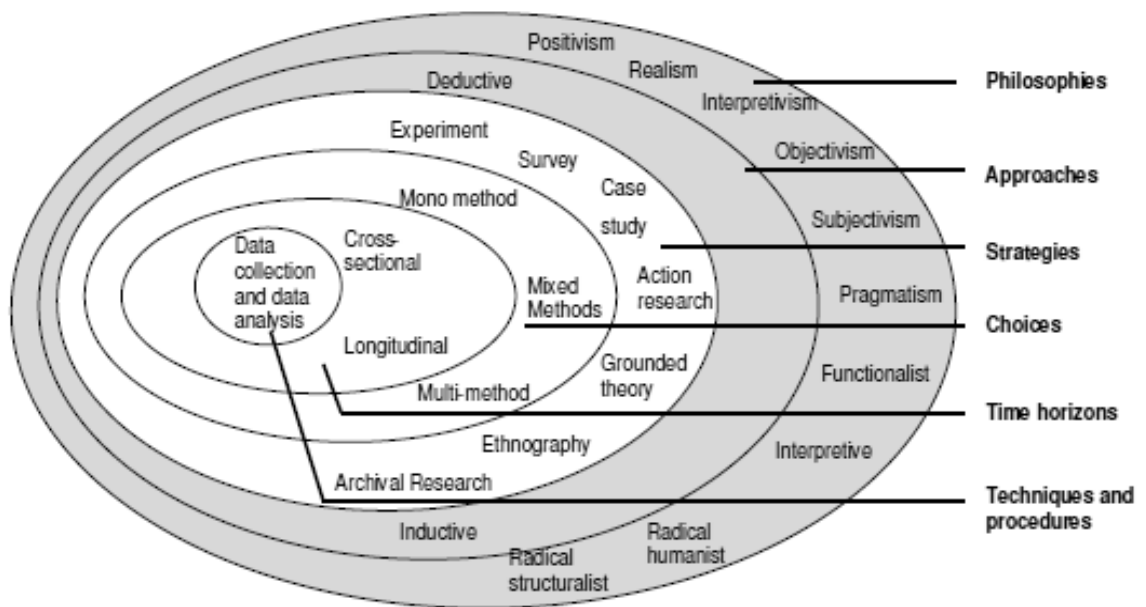 Positivism
Realism
Interpretivism
Objectivism
Subjectivism
Pragmatism
Functionalist
Interpretive
Radical
humanist
Radical
structuralist
Deductive
Inductive
Experiment
Survey
Case
study
Action
research
Grounded
theory
Ethnography
Archival Research
Mono method
Mixed
Methods
Multi-method
Cross-
sectional
Longitudinal
Data
collection
and data
analysis
Philosophies
Approaches
Strategies
Choices
Time horizons
Techniques and
procedures